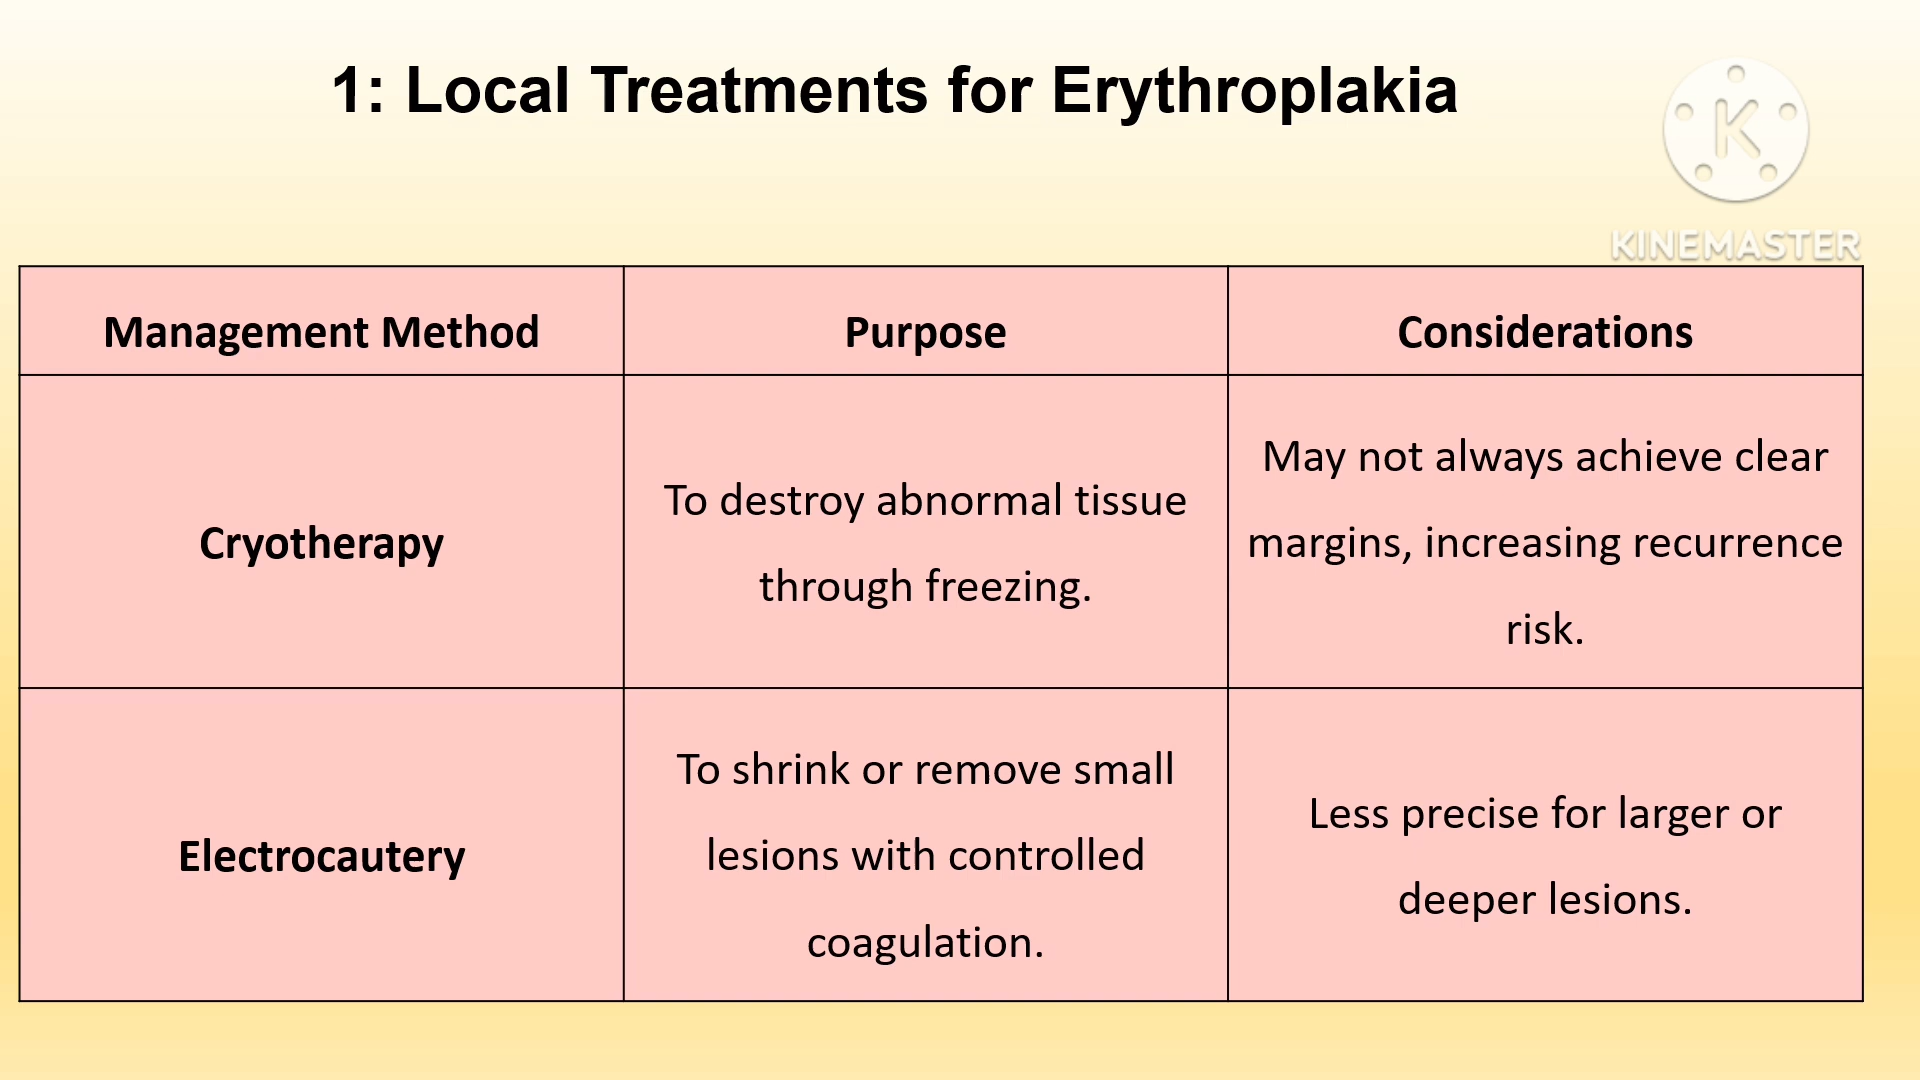 1: Local Treatments for Erythroplakia
K
KINEMASTER
Management Method
Purpose
Considerations
Cryotherapy
To destroy abnormal tissue
through freezing.
May not always achieve clear
margins, increasing recurrence
risk.
Electrocautery
To shrink or remove small
lesions with controlled
coagulation.
Less precise for larger or
deeper lesions.